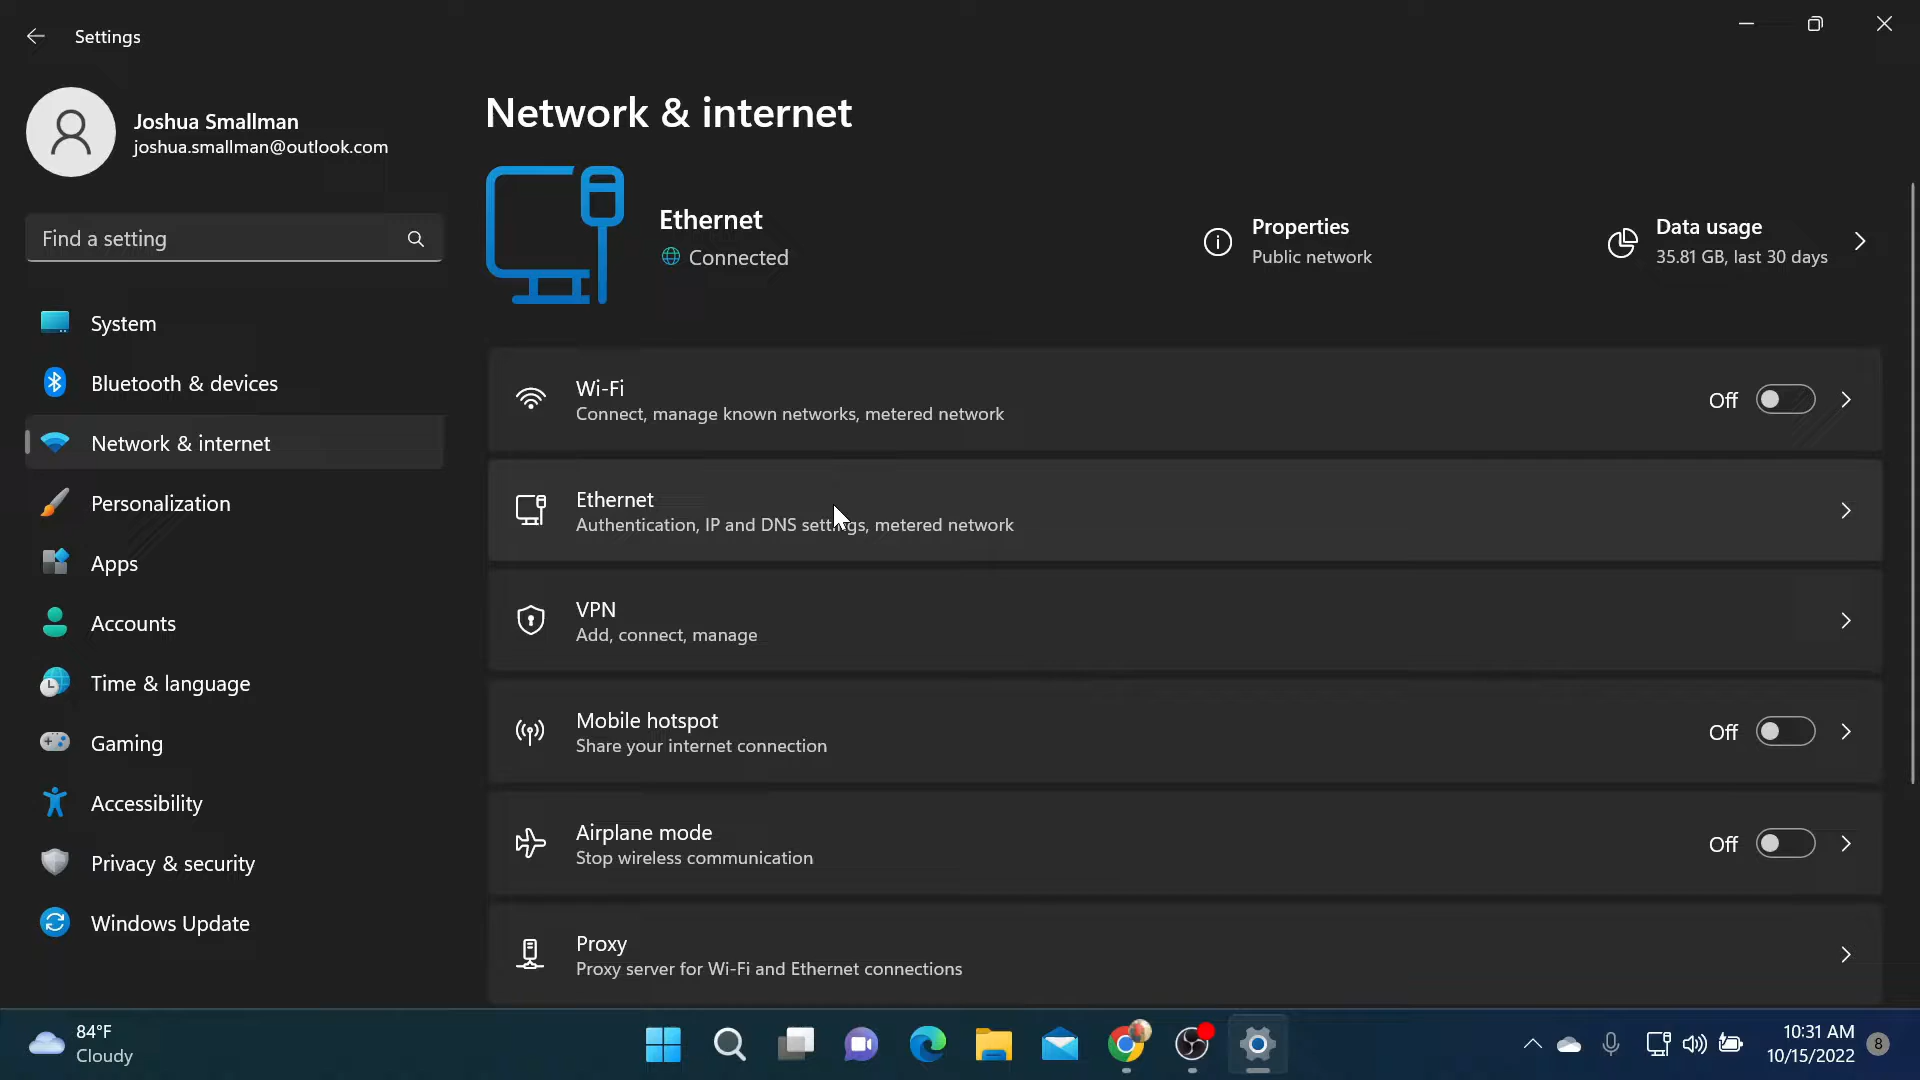 Settings
Joshua Smallman
joshua.smallman@outlook.com
Find a setting
System
Bluetooth & devices
Network & internet
Personalization
Apps
Accounts
Time & language
Gaming
Accessibility
Privacy & security
Windows Update
Network & internet
Ethernet
Connected
Properties
Public network
Data usage
35.81 GB, last 30 days
Wi-Fi
Connect, manage known networks, metered network
Off
Ethernet
Authentication, IP and DNS settings, metered network
VPN
Add, connect, manage
Mobile hotspot
Share your internet connection
Off
Airplane mode
Stop wireless communication
Off
Proxy
Proxy server for Wi-Fi and Ethernet connections
84°F
Cloudy
10:31 AM
10/15/2022
8